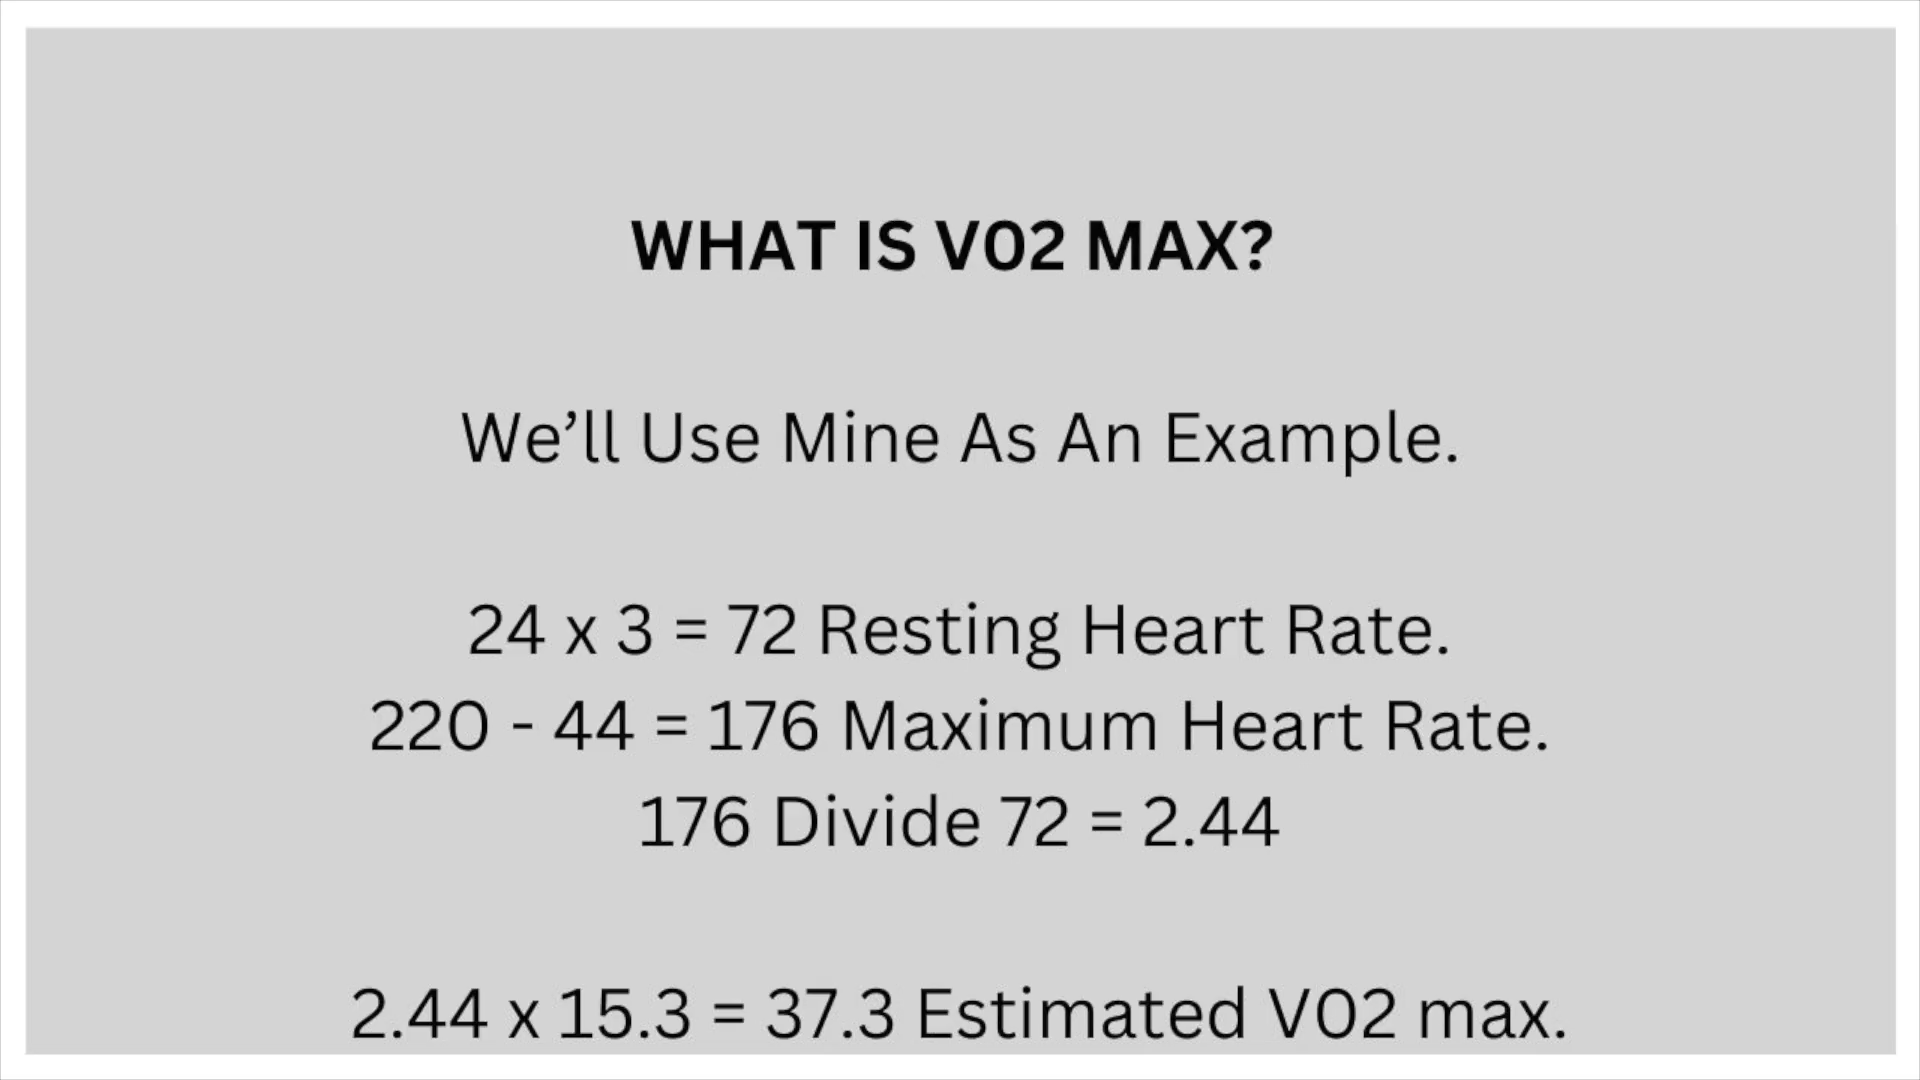 WHAT IS V02 MAX?
We’ll Use Mine As An Example.
24 x 3 = 72 Resting Heart Rate.
220 - 44 = 176 Maximum Heart Rate.
176 Divide 72 = 2.44
2.44 x 15.3 = 37.3 Estimated V02 max.